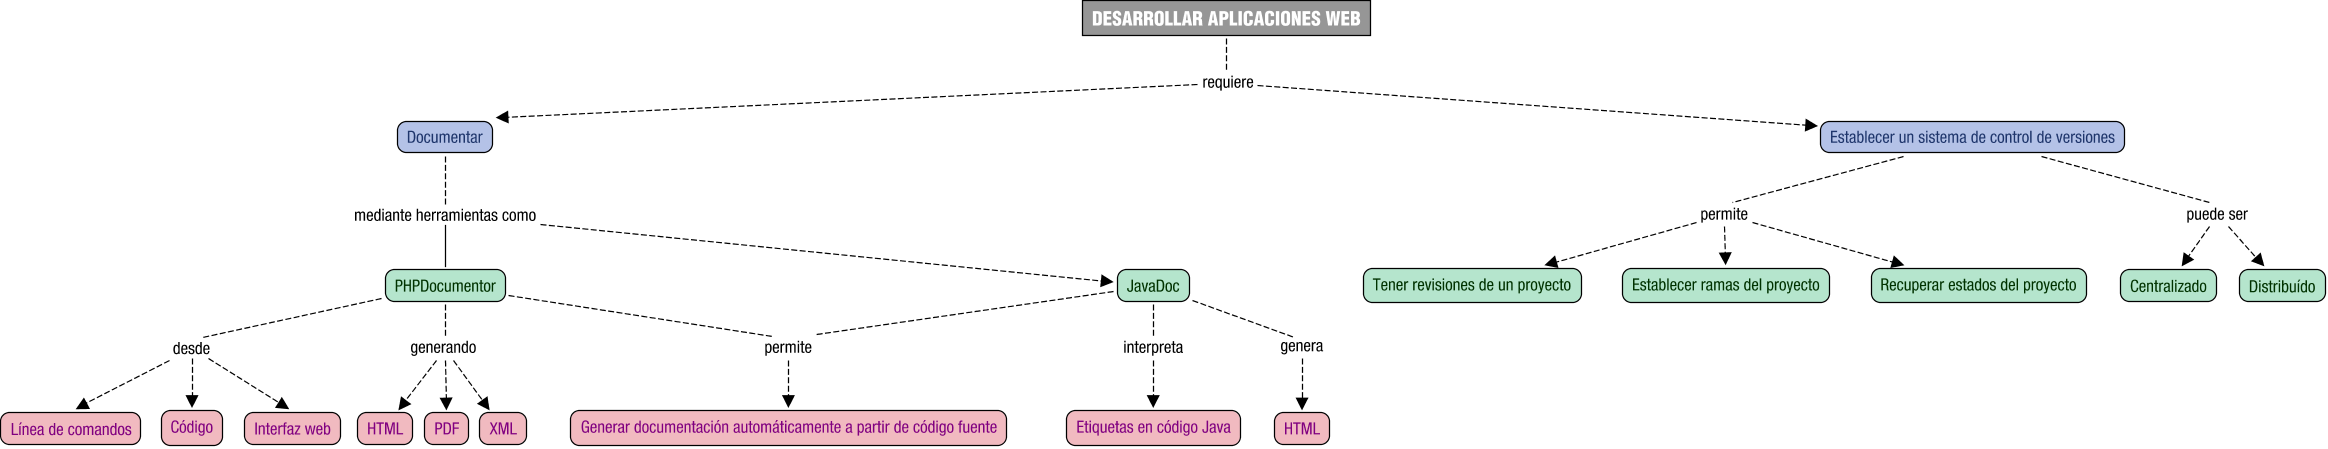 DESARROLLAR APLICACIONES WEB
requiere
Documentar
Establecer un sistema de control de versiones
mediante herramientas como
permite
puede ser
PHPDocumentor
JavaDoc
Tener revisiones de un proyecto
Establecer ramas del proyecto
Recuperar estados del proyecto
Centralizado
Distribuído
desde
generando
permite
interpreta
genera
Línea de comandos
Código
Interfaz web
HTML
PDF
XML
Generar documentación automáticamente a partir de código fuente
Etiquetas en código Java
HTML